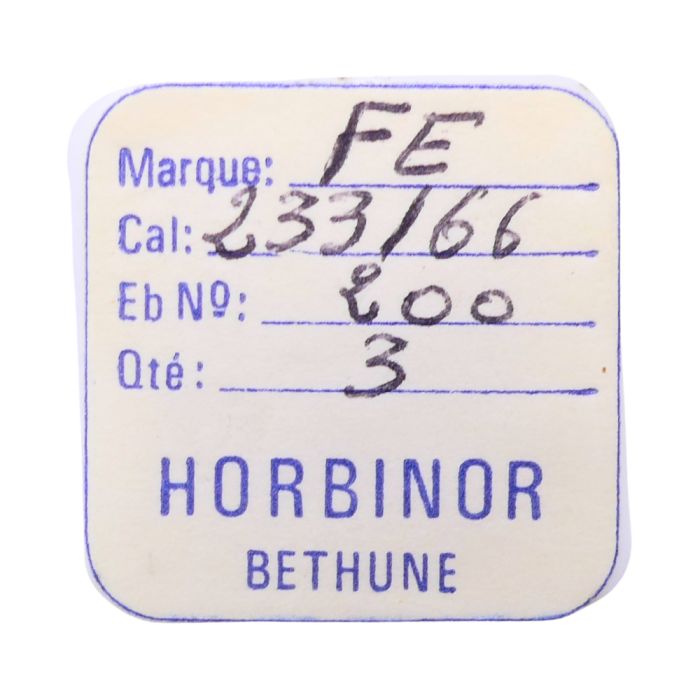 Marque: FE
Cal: 233/66
Eb Nº: 200
Qté: 3
HORBINOR
BETHUNE